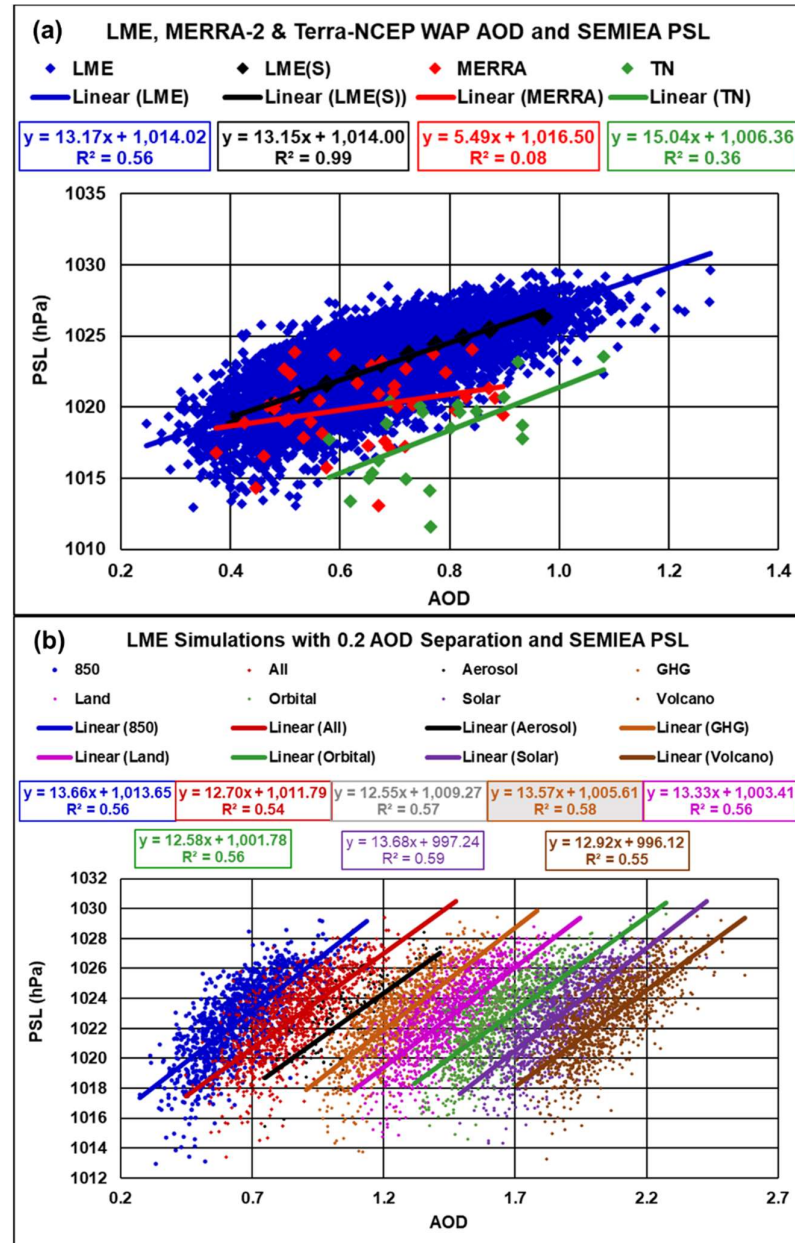 (a) LME, MERRA-2 & Terra-NCEP WAP AOD and SEMIEA PSL
LME LME(S) MERRA TN
Linear (LME) Linear (LME(S)) Linear (MERRA) Linear (TN)
y = 13.17x + 1,014.02 y = 13.15x + 1,014.00 y = 5.49x + 1,016.50 y = 15.04x + 1,006.36
R² = 0.56 R² = 0.99 R² = 0.08 R² = 0.36
1035
1030
1025
1020
1015
1010
PSL (hPa)
0.2 0.4 0.6 0.8 1.0 1.2 1.4
AOD
(b) LME Simulations with 0.2 AOD Separation and SEMIEA PSL
850 All Aerosol GHG
Land Orbital Solar Volcano
Linear (850) Linear (All) Linear (Aerosol) Linear (GHG)
Linear (Land) Linear (Orbital) Linear (Solar) Linear (Volcano)
y = 13.66x + 1,013.65 y = 12.70x + 1,011.79 y = 12.55x + 1,009.27 y = 13.57x + 1,005.61 y = 13.33x + 1,003.41
R² = 0.56 R² = 0.54 R² = 0.57 R² = 0.58 R² = 0.56
y = 12.58x + 1,001.78 y = 13.68x + 997.24 y = 12.92x + 996.12
R² = 0.56 R² = 0.59 R² = 0.55
1032
1030
1028
1026
1024
1022
1020
1018
1016
1014
1012
PSL (hPa)
0.2 0.7 1.2 1.7 2.2 2.7
AOD